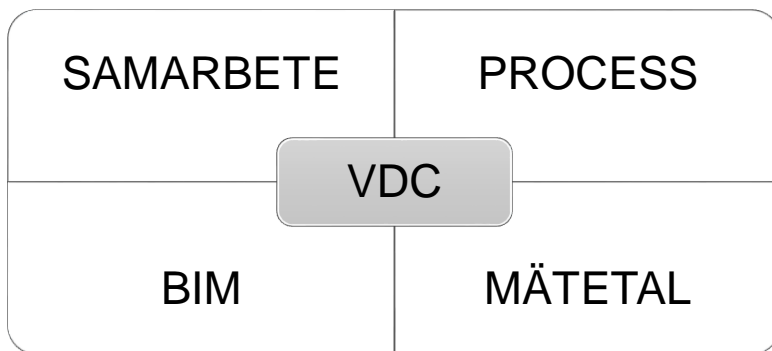 SAMARBETE
PROCESS
VDC
BIM
MÄTETAL